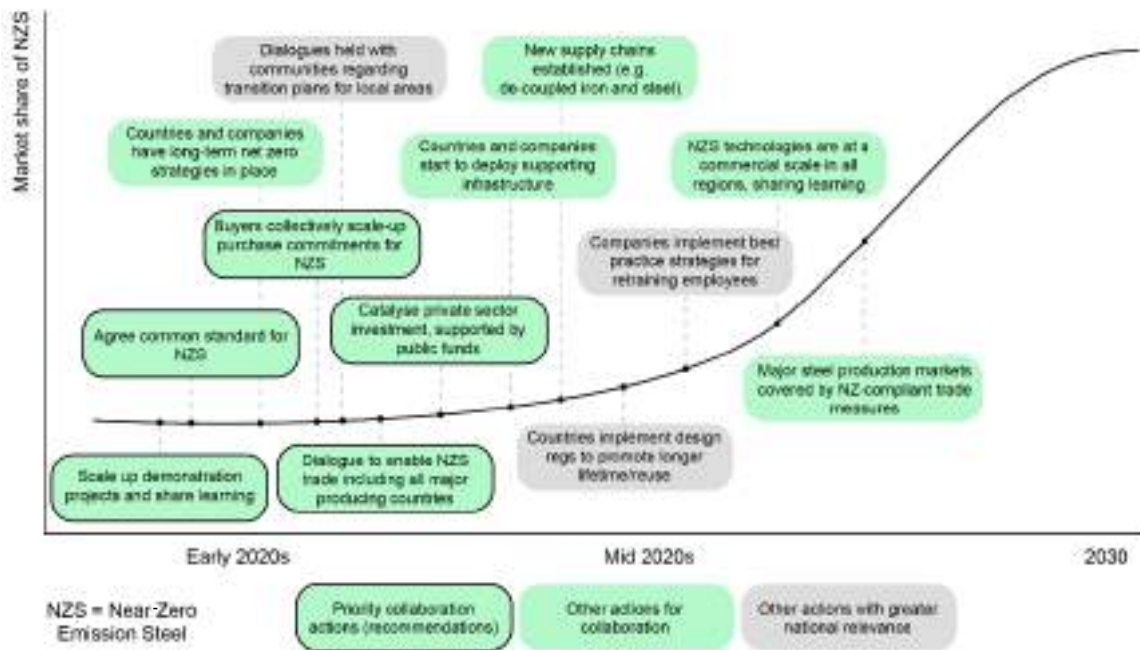 Market share of NZS
Dialogues held with
communities regarding
transition plans for local areas
New supply chains
established (e.g.
de-coupled iron and steel).
Countries and companies
have long-term net zero
strategies in place
Countries and companies
start to deploy supporting
infrastructure
NZS technologies are at a
commercial scale in all
regions, sharing learning
Buyers collectively scale-up
purchase commitments for
NZS
Companies implement best
practice strategies for
retraining employees
Agree common standard for
NZS
Catalyse private sector
investment, supported by
public funds
Major steel production markets
covered by NZ-compliant trade
measures
Scale up demonstration
projects and share learning
Dialogue to enable NZS
trade including all major
producing countries
Countries implement design
regs to promote longer
lifetime/reuse
Early 2020s
Mid 2020s
2030
NZS = Near-Zero
Emission Steel
Priority collaboration
actions (recommendations)
Other actions for
collaboration
Other actions with greater
national relevance